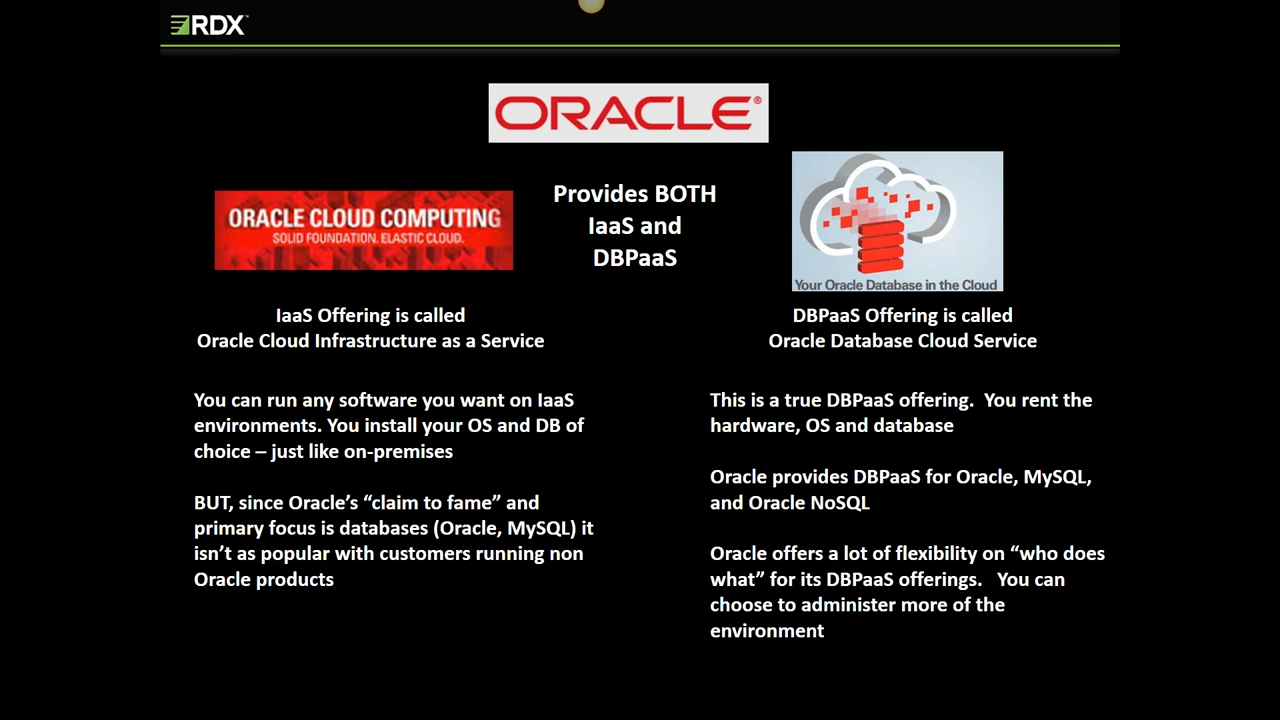 RDX
ORACLE®
ORACLE CLOUD COMPUTING
SOLID FOUNDATION. ELASTIC CLOUD.
Provides BOTH
IaaS and
DBPaaS
Your Oracle Database in the Cloud
IaaS Offering is called
Oracle Cloud Infrastructure as a Service
You can run any software you want on IaaS
environments. You install your OS and DB of
choice – just like on-premises
BUT, since Oracle’s “claim to fame” and
primary focus is databases (Oracle, MySQL) it
isn’t as popular with customers running non
Oracle products
DBPaaS Offering is called
Oracle Database Cloud Service
This is a true DBPaaS offering.  You rent the
hardware, OS and database
Oracle provides DBPaaS for Oracle, MySQL,
and Oracle NoSQL
Oracle offers a lot of flexibility on “who does
what” for its DBPaaS offerings.   You can
choose to administer more of the
environment